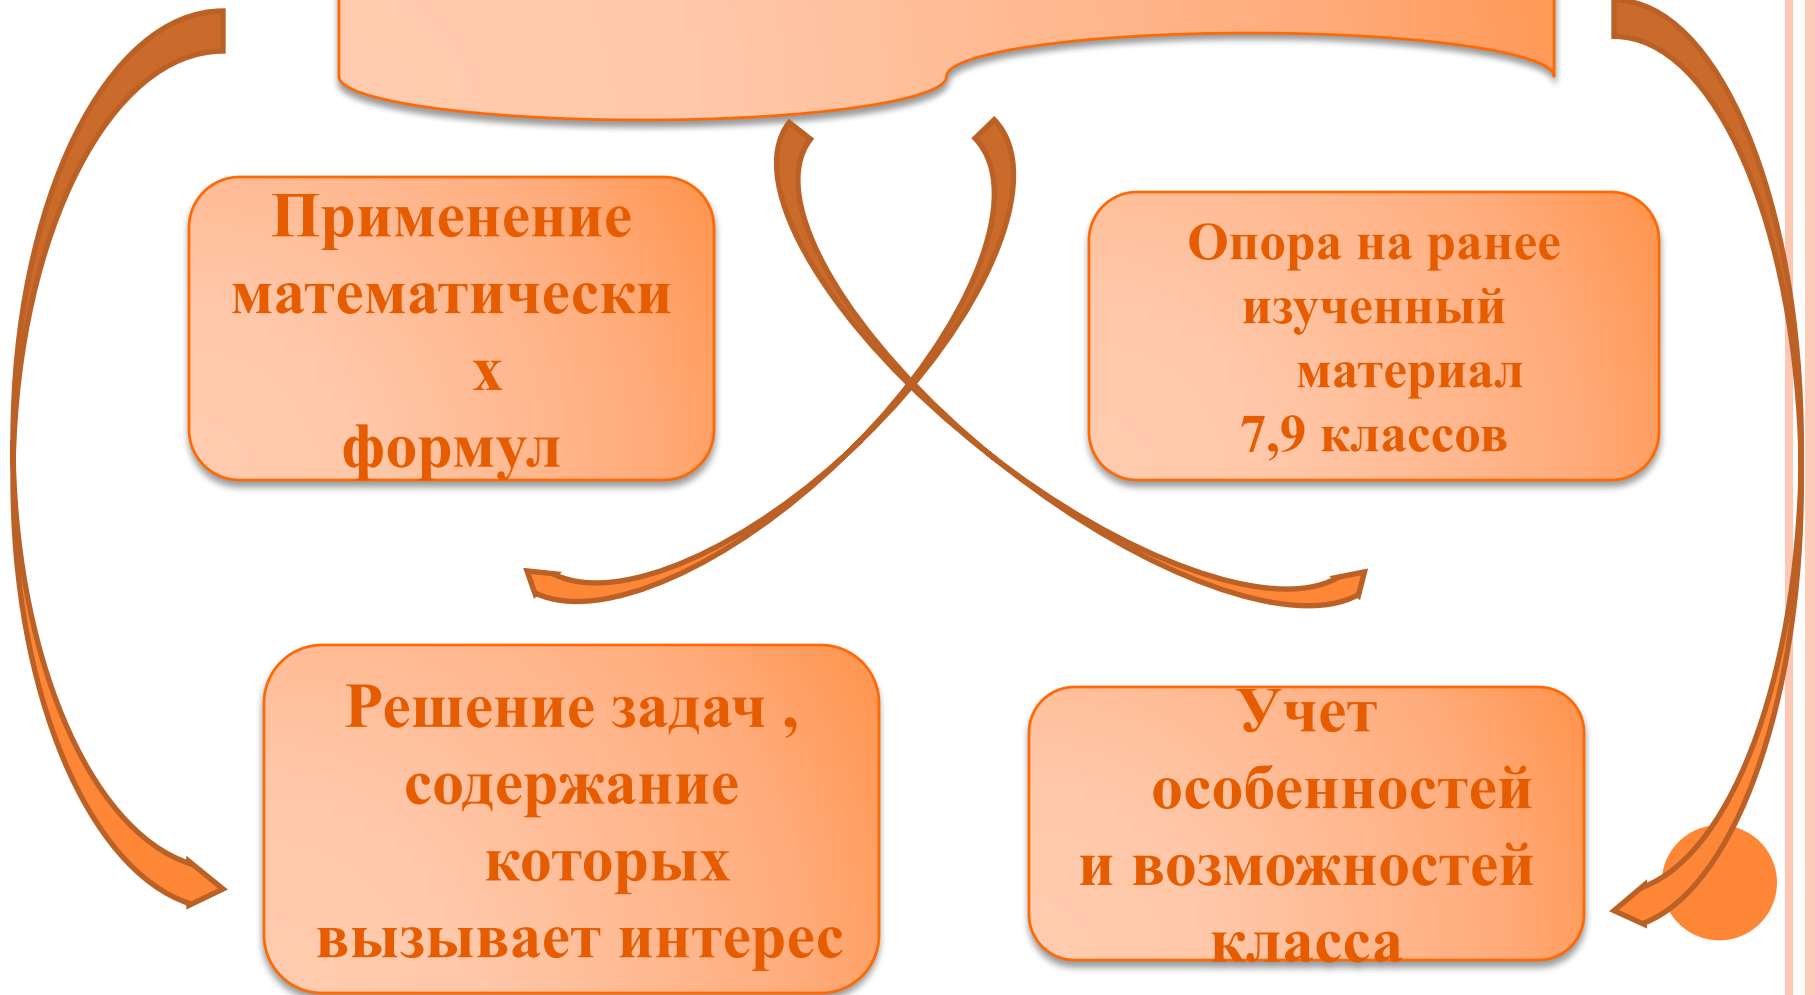 Применение
математически
х
формул
Опора на ранее
изученный
материал
7,9 классов
Решение задач ,
содержание
которых
вызывает интерес
Учет
особенностей
и возможностей
класса